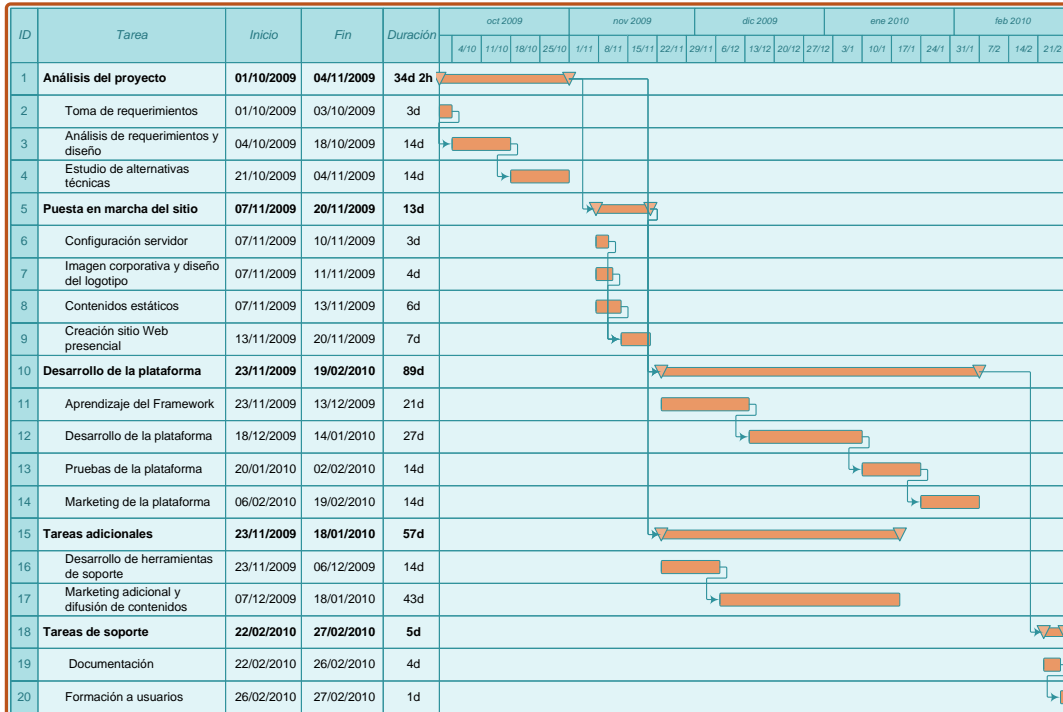 ID Tarea Inicio Fin Duración oct 2009 nov 2009 dic 2009 ene 2010 feb 2010
4/10 11/10 18/10 25/10 1/11 8/11 15/11 22/11 29/11 6/12 13/12 20/12 27/12 3/1 10/1 17/1 24/1 31/1 7/2 14/2 21/2
1 Análisis del proyecto 01/10/2009 04/11/2009 34d 2h
2 Toma de requerimientos 01/10/2009 03/10/2009 3d
3 Análisis de requerimientos y
diseño 04/10/2009 18/10/2009 14d
4 Estudio de alternativas
técnicas 21/10/2009 04/11/2009 14d
5 Puesta en marcha del sitio 07/11/2009 20/11/2009 13d
6 Configuración servidor 07/11/2009 10/11/2009 3d
7 Imagen corporativa y diseño
del logotipo 07/11/2009 11/11/2009 4d
8 Contenidos estáticos 07/11/2009 13/11/2009 6d
9 Creación sitio Web
presencial 13/11/2009 20/11/2009 7d
10 Desarrollo de la plataforma 23/11/2009 19/02/2010 89d
11 Aprendizaje del Framework 23/11/2009 13/12/2009 21d
12 Desarrollo de la plataforma 18/12/2009 14/01/2010 27d
13 Pruebas de la plataforma 20/01/2010 02/02/2010 14d
14 Marketing de la plataforma 06/02/2010 19/02/2010 14d
15 Tareas adicionales 23/11/2009 18/01/2010 57d
16 Desarrollo de herramientas
de soporte 23/11/2009 06/12/2009 14d
17 Marketing adicional y
difusión de contenidos 07/12/2009 18/01/2010 43d
18 Tareas de soporte 22/02/2010 27/02/2010 5d
19 Documentación 22/02/2010 26/02/2010 4d
20 Formación a usuarios 26/02/2010 27/02/2010 1d